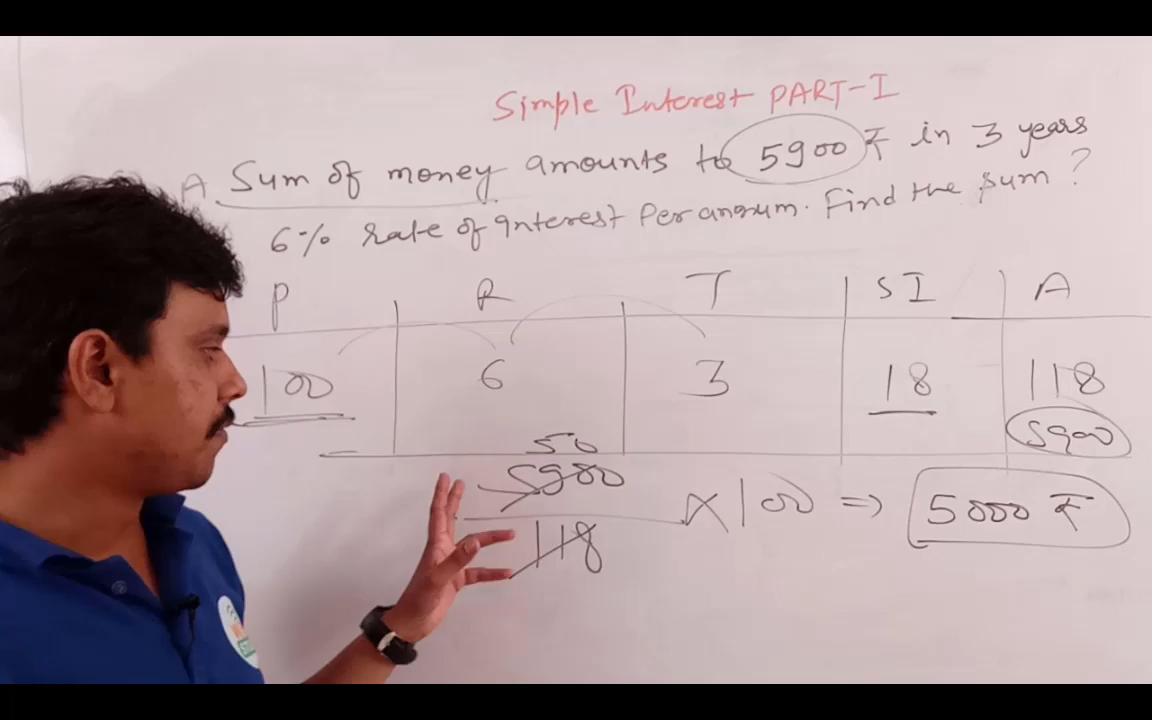 Simple Interest PART-I
A Sum of money amounts to 5900 ₹ in 3 years
6% rate of interest Per annum. Find the sum ?
P R T SI A
100 6 3 18 118
5900
50
5900
118
× 100 ⇒ 5000 ₹